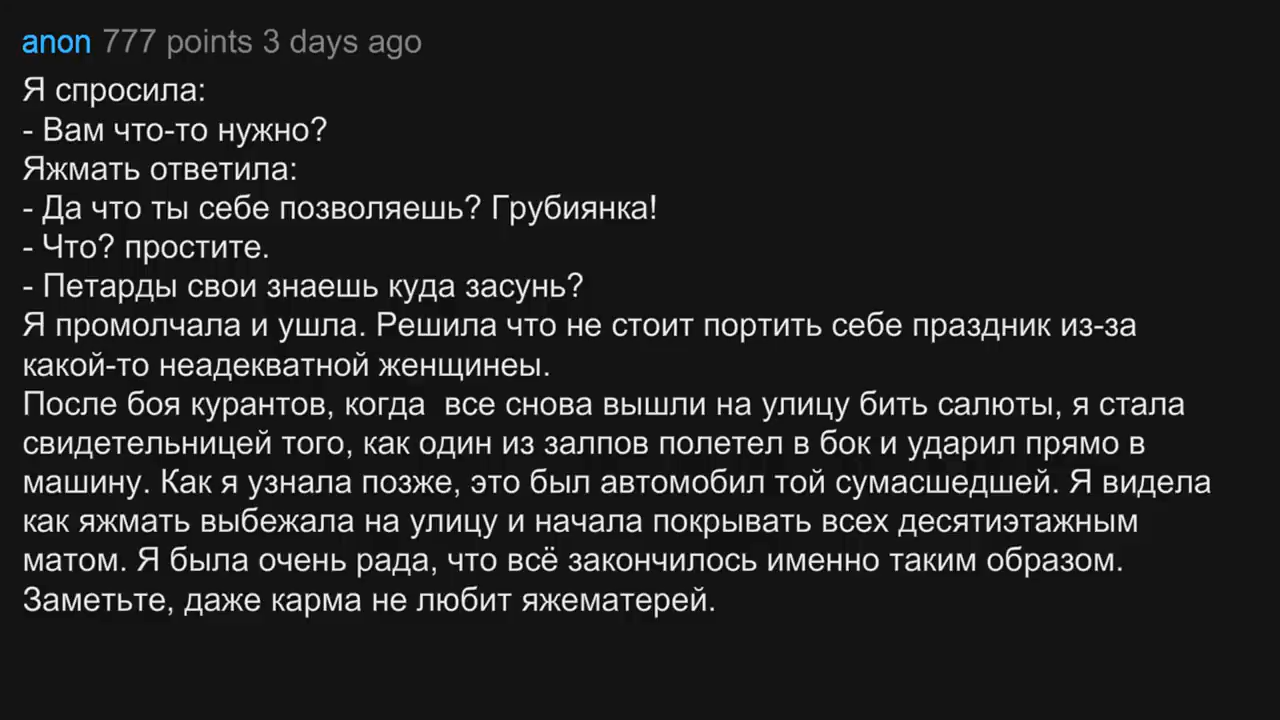 anon 777 points 3 days ago
Я спросила:
- Вам что-то нужно?
Яжмать ответила:
- Да что ты себе позволяешь? Грубиянка!
- Что? простите.
- Петарды свои знаешь куда засунь?
Я промолчала и ушла. Решила что не стоит портить себе праздник из-за
какой-то неадекватной женщинеы.
После боя курантов, когда  все снова вышли на улицу бить салюты, я стала
свидетельницей того, как один из залпов полетел в бок и ударил прямо в
машину. Как я узнала позже, это был автомобил той сумасшедшей. Я видела
как яжмать выбежала на улицу и начала покрывать всех десятиэтажным
матом. Я была очень рада, что всё закончилось именно таким образом.
Заметьте, даже карма не любит яжематерей.